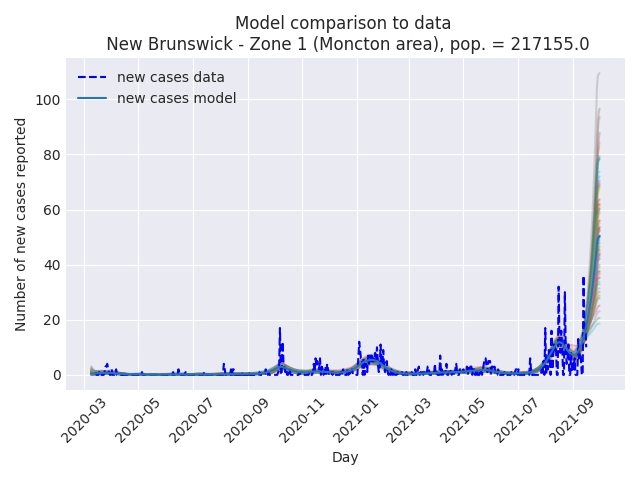 Model comparison to data
New Brunswick - Zone 1 (Moncton area), pop. = 217155.0
new cases data
new cases model
Number of new cases reported
100
80
60
40
20
0
2020-03
2020-05
2020-07
2020-09
2020-11
2021-01
2021-03
2021-05
2021-07
2021-09
Day